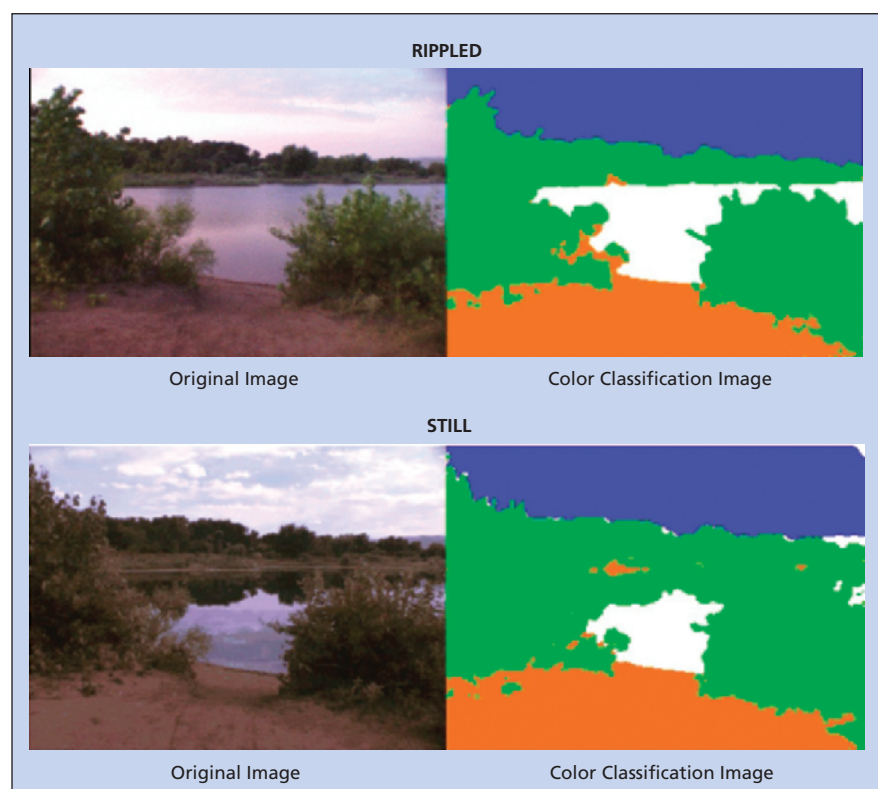 RIPPLED
Original Image
Color Classification Image
STILL
Original Image
Color Classification Image